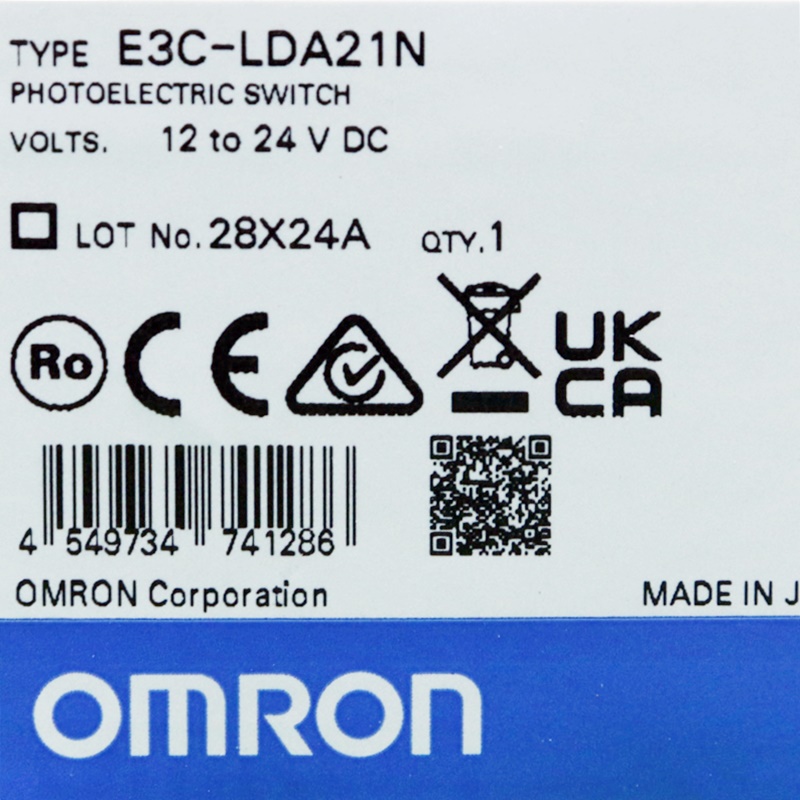 TYPE E3C-LDA21N
PHOTOELECTRIC SWITCH
VOLTS. 12 to 24 V DC
LOT No. 28X24A QTY. 1
Ro CE UK CA
4 549734 741286
OMRON Corporation MADE IN J
OMRON